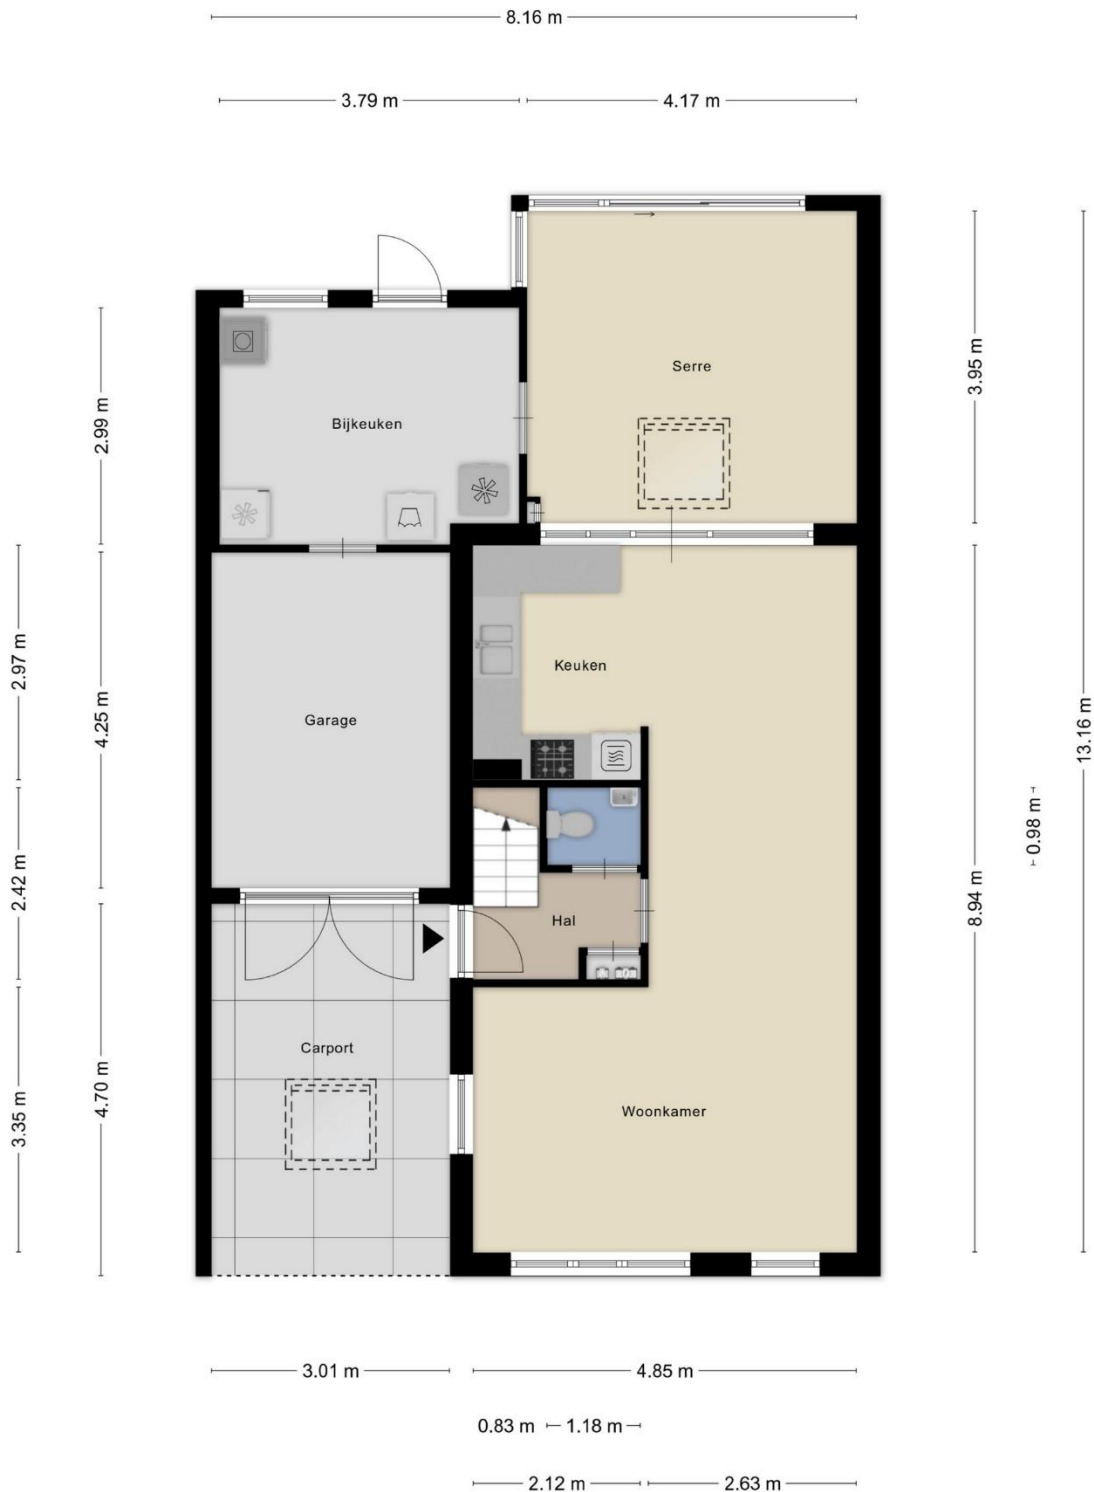 8.16 m
3.79 m
4.17 m
Serre
3.95 m
2.99 m
Bijkeuken
2.97 m
4.25 m
Keuken
Garage
13.16 m
0.98 m
2.42 m
8.94 m
Hal
Carport
3.35 m
4.70 m
Woonkamer
3.01 m
4.85 m
0.83 m
1.18 m
2.12 m
2.63 m